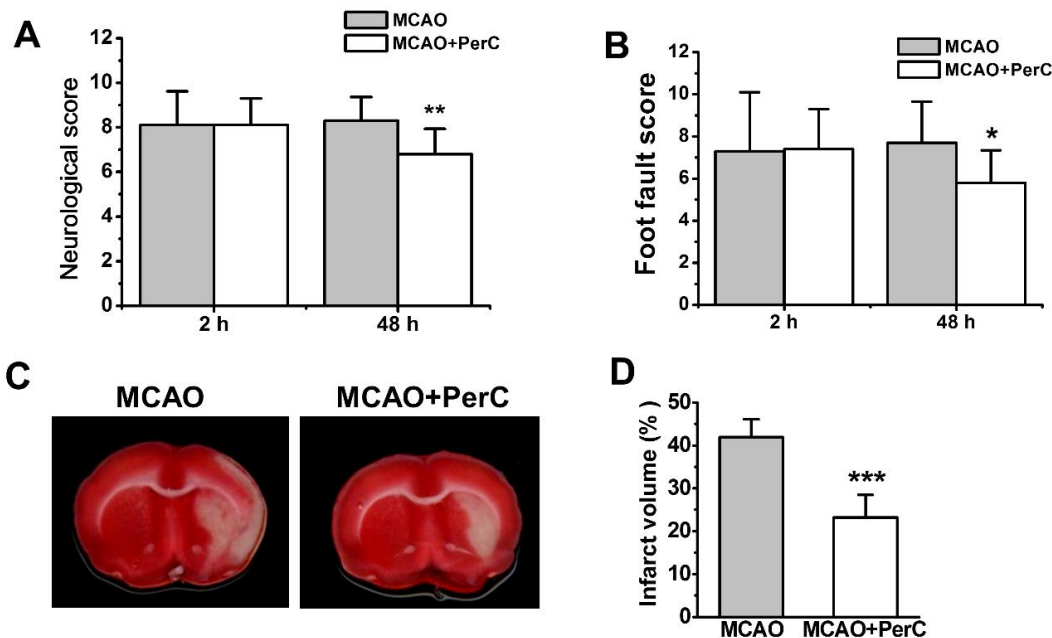 A
MCAO
MCAO+PerC
Neurological score
12
10
8
6
4
2
0
**
2 h
48 h
B
MCAO
MCAO+PerC
Foot fault score
12
10
8
6
4
2
0
*
2 h
48 h
C
MCAO
MCAO+PerC
D
Infarct volume (% )
50
40
30
20
10
0
***
MCAO
MCAO+PerC